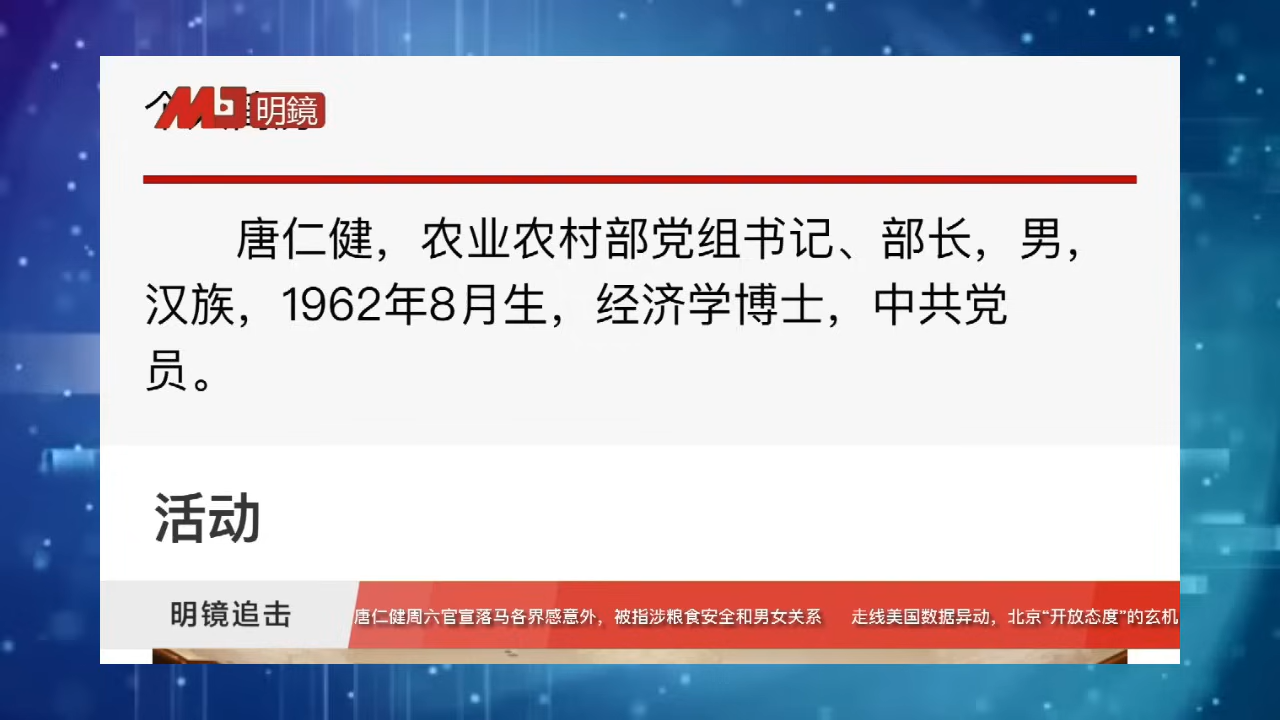 明鏡
唐仁健，农业农村部党组书记、部长，男，
汉族，1962年8月生，经济学博士，中共党
员。
活动
明镜追击
唐仁健周六官宣落马各界感意外，被指涉粮食安全和男女关系 走线美国数据异动，北京“开放态度”的玄机